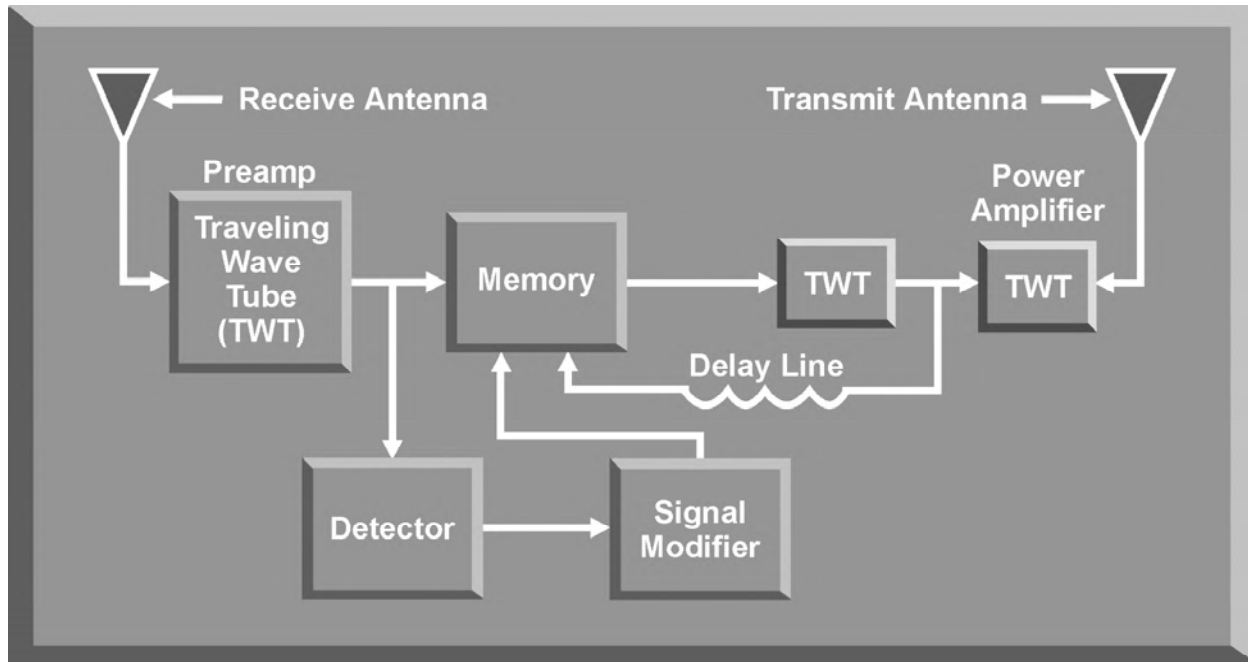 Receive Antenna
Transmit Antenna
Preamp
Traveling
Wave
Tube
(TWT)
Memory
TWT
Power
Amplifier
TWT
Delay Line
Detector
Signal
Modifier